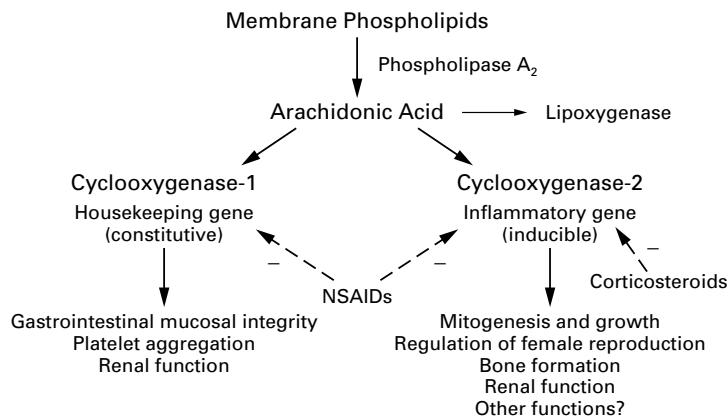 Membrane Phospholipids
Phospholipase A₂
Arachidonic Acid
Lipoxygenase
Cyclooxygenase-1
Housekeeping gene
(constitutive)
Cyclooxygenase-2
Inflammatory gene
(inducible)
–
–
–
NSAIDs
Corticosteroids
Gastrointestinal mucosal integrity
Platelet aggregation
Renal function
Mitogenesis and growth
Regulation of female reproduction
Bone formation
Renal function
Other functions?